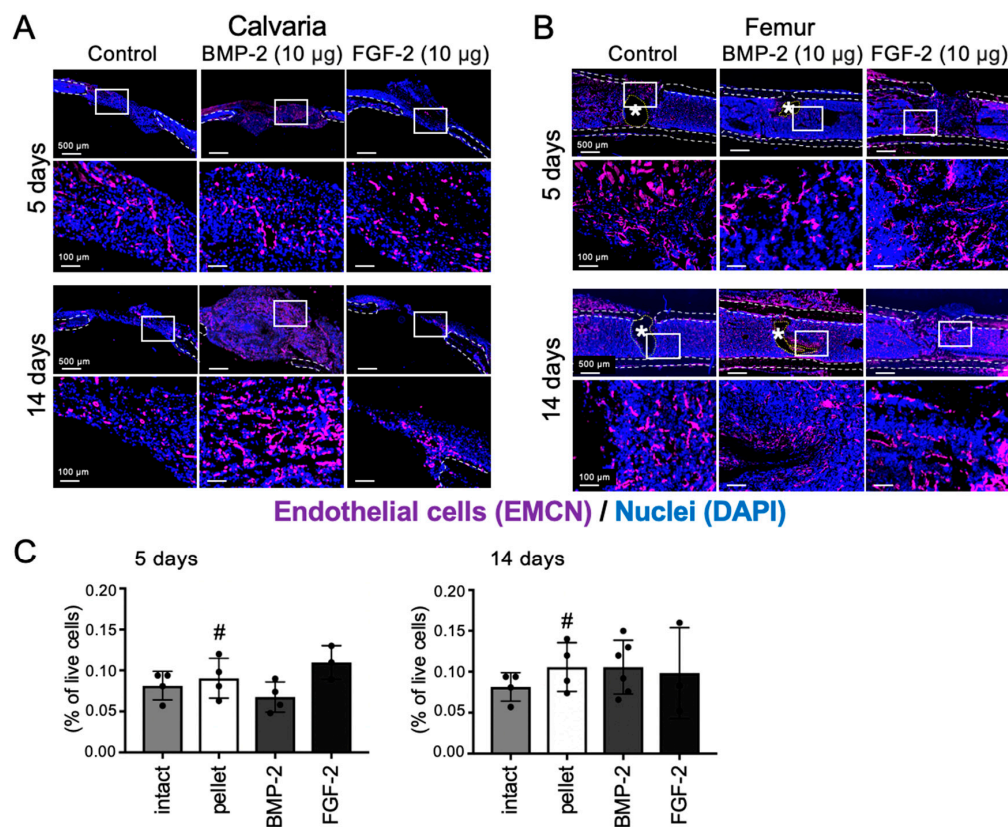 A
Calvaria
Control BMP-2 (10 µg) FGF-2 (10 µg)
5 days
500 µm
100 µm
14 days
500 µm
100 µm
B
Femur
Control BMP-2 (10 µg) FGF-2 (10 µg)
5 days
*
*
500 µm
100 µm
14 days
*
*
500 µm
100 µm
Endothelial cells (EMCN) / Nuclei (DAPI)
C
5 days
(% of live cells)
0.20
0.15
0.10
0.05
0.00
#
intact
pellet
BMP-2
FGF-2
14 days
(% of live cells)
0.20
0.15
0.10
0.05
0.00
#
intact
pellet
BMP-2
FGF-2